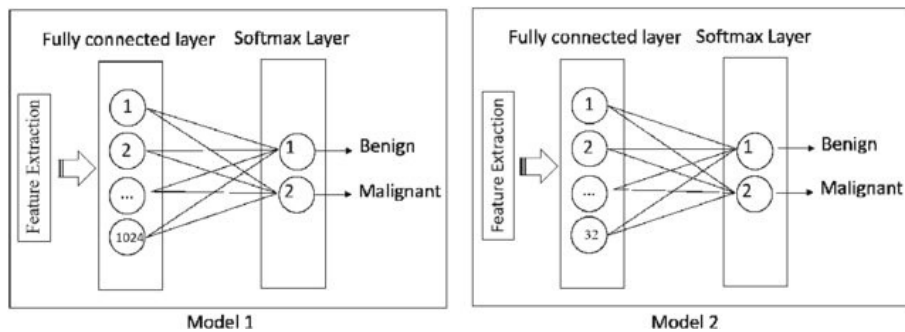 Fully connected layer Softmax Layer
Feature Extraction
1
2
...
1024
1
2
Benign
Malignant
Model 1
Fully connected layer Softmax Layer
Feature Extraction
1
2
...
32
1
2
Benign
Malignant
Model 2